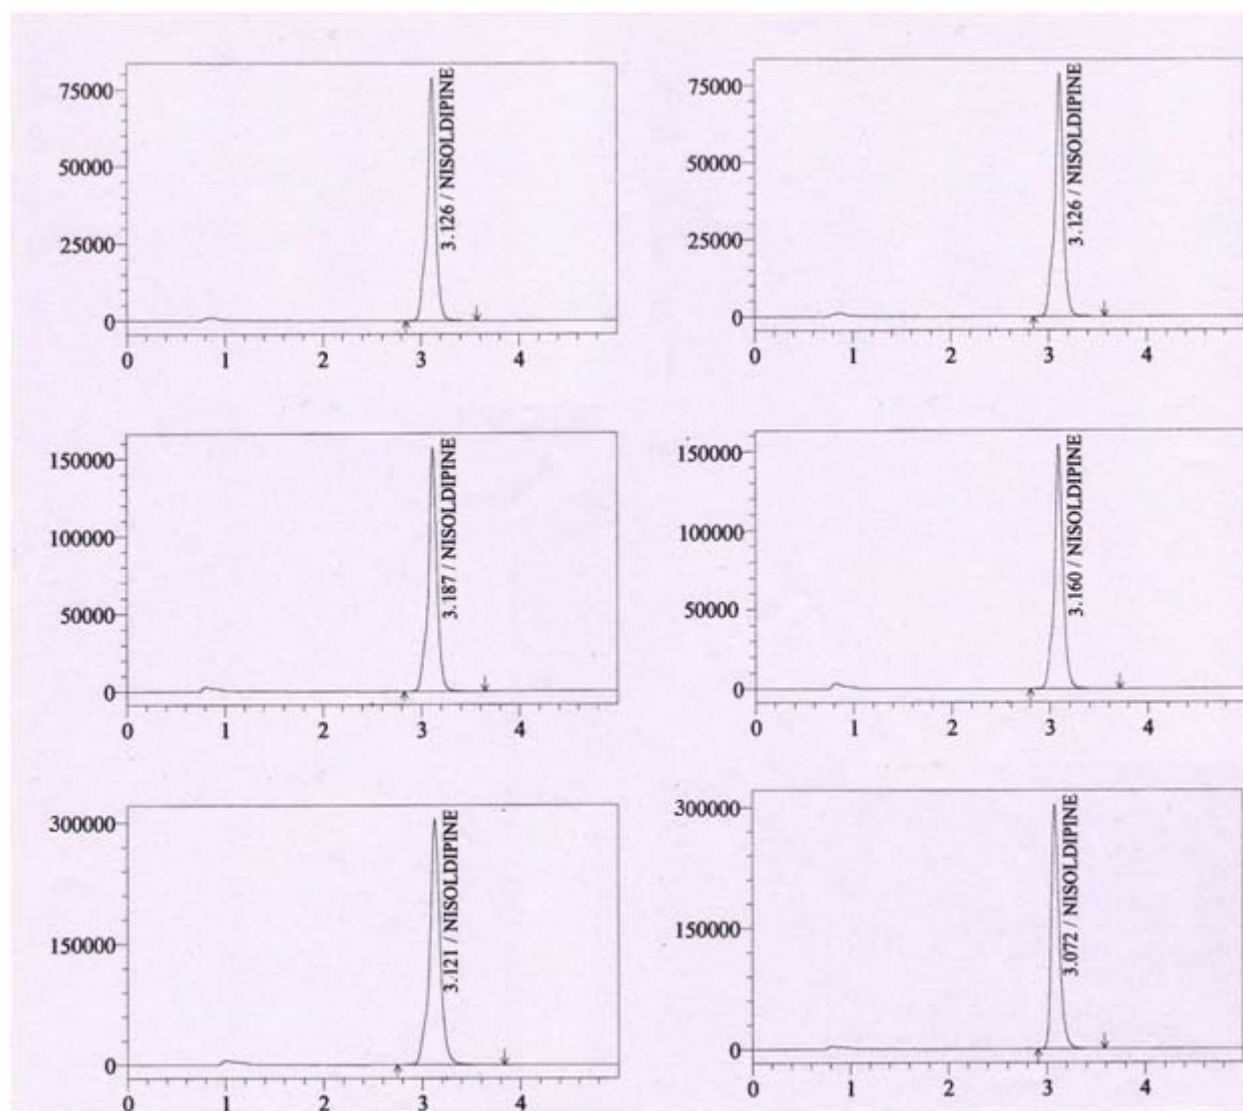 75000
50000
25000
0
0 1 2 3 4
3.126 / NISOLDIPINE
75000
50000
25000
0
0 1 2 3 4
3.126 / NISOLDIPINE
150000
100000
50000
0
0 1 2 3 4
3.187 / NISOLDIPINE
150000
100000
50000
0
0 1 2 3 4
3.160 / NISOLDIPINE
300000
150000
0
0 1 2 3 4
3.121 / NISOLDIPINE
300000
150000
0
0 1 2 3 4
3.072 / NISOLDIPINE